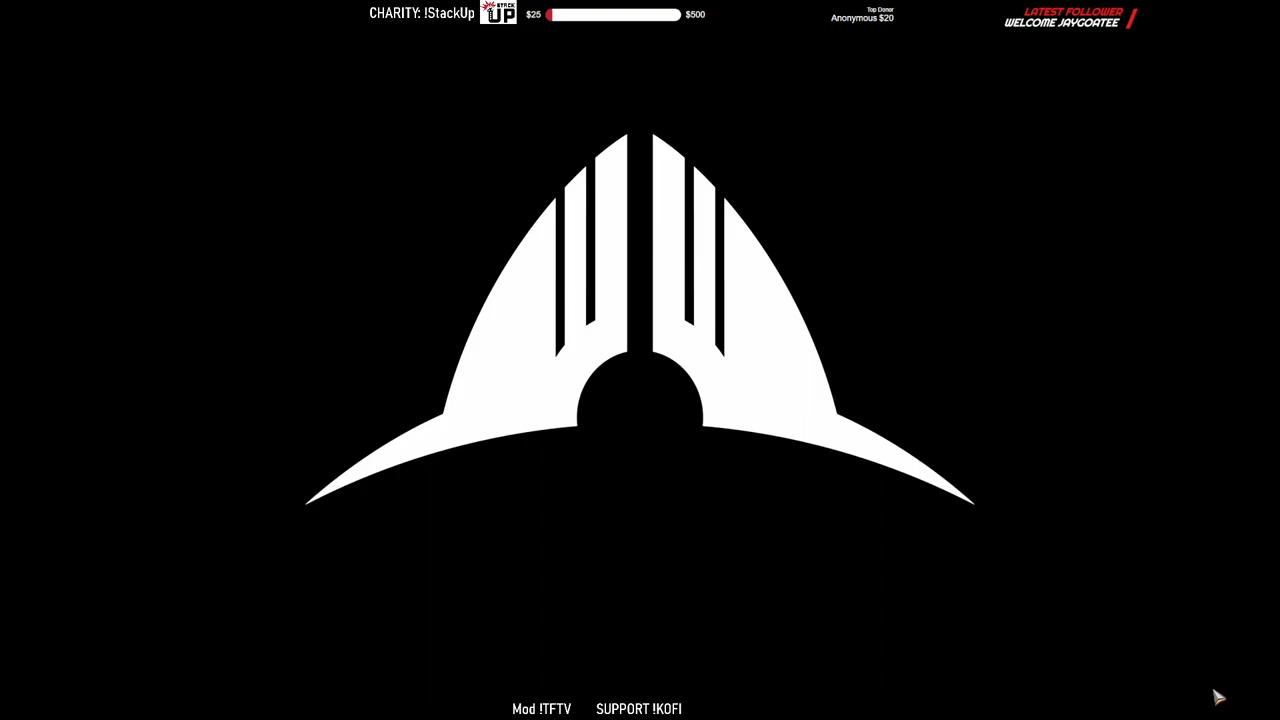 CHARITY: !StackUp
STACK
UP
$25
$500
Top Donor
Anonymous $20
LATEST FOLLOWER
WELCOME JAYGOATEE
Mod !TFTV
SUPPORT !KOFI